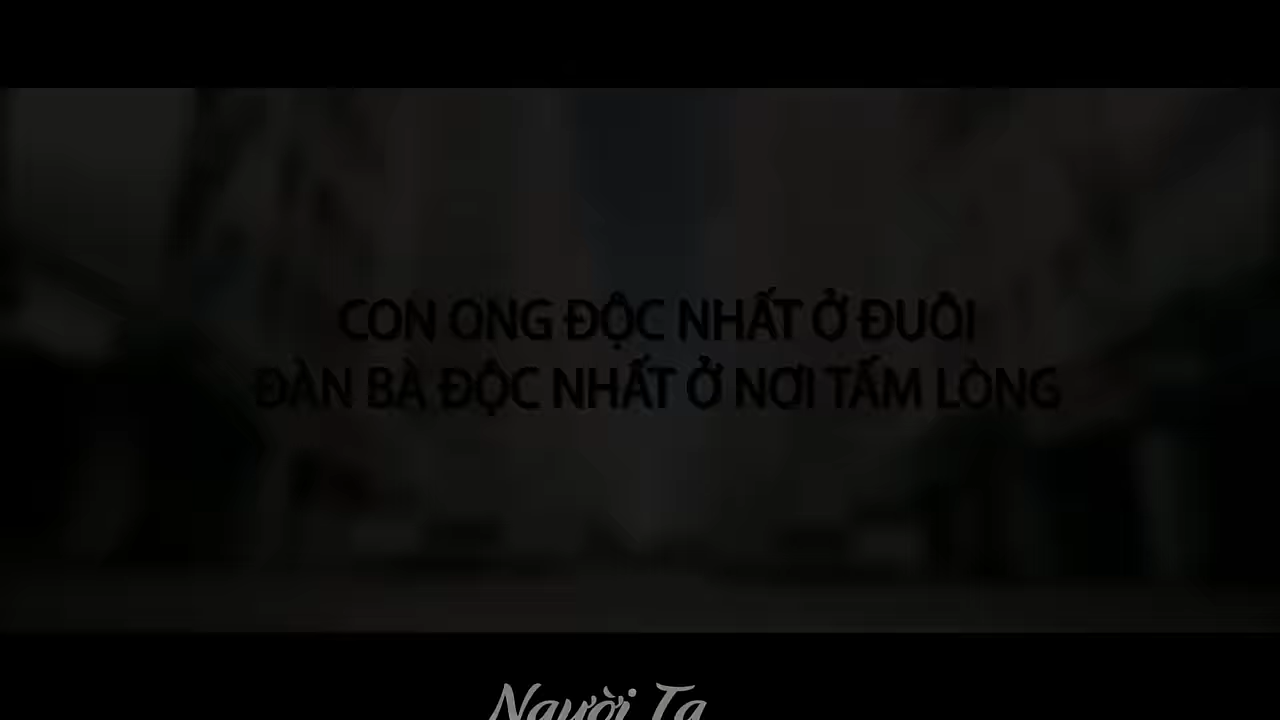 CON ONG ĐỘC NHẤT Ở ĐUÔI
ĐÀN BÀ ĐỘC NHẤT Ở NƠI TẤM LÒNG
Người Ta